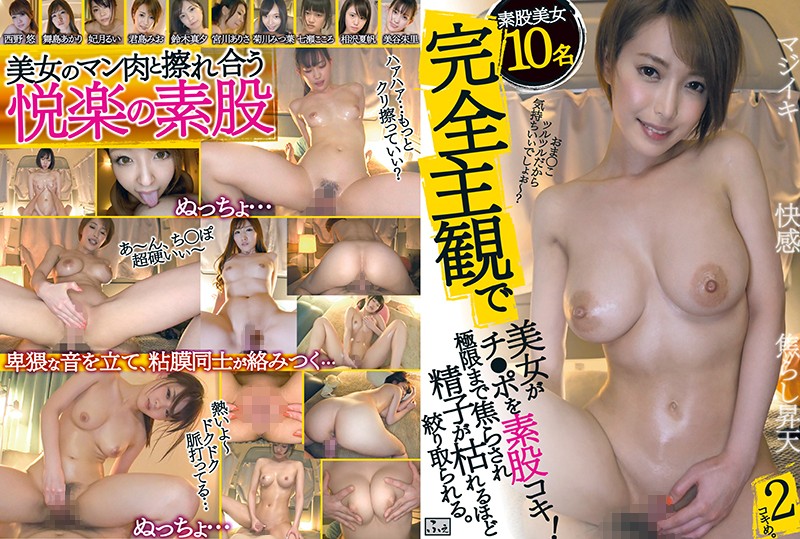 西野 悠
舞島あかり
妃月るい
君島みお
鈴木真夕
宮川ありさ
菊川みつ葉
七瀬こころ
相沢夏帆
美谷朱里
美女のマン肉と擦れ合う
悦楽の素股
ハァハァ…もっと
クリ擦っていい?
ぬっちょ…
あ～ん、ち〇ぽ
超硬いぃ～
卑猥な音を立て、粘膜同士が絡みつく…
熱いよ～
ドクドク
脈打ってる…
ぬっちょ…
素股美女
10名
完全主観で
おま〇こ
ツルツルだから
気持ちいいでしょぉ～?
マジイキ
快感
焦らし昇天
美女が
チ●ポを素股コキ!
極限まで焦らされ
精子が枯れるほど
絞り取られる。
2
コキめ。
ふぇ